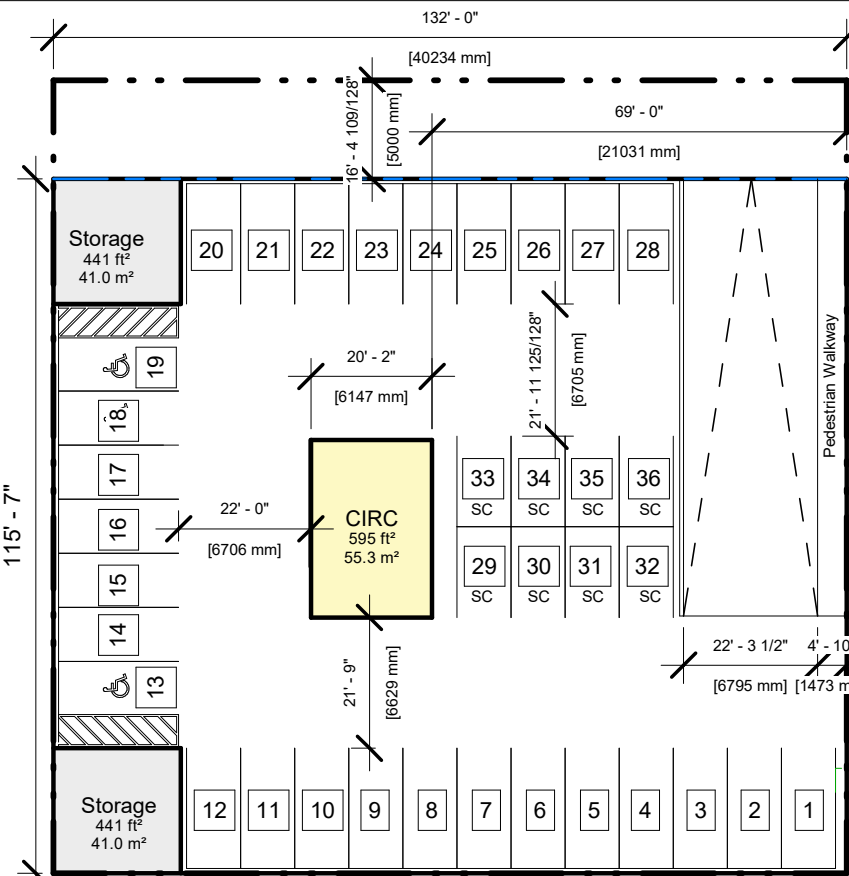 132' - 0"
[40234 mm]
16' - 4 109/128"
[5000 mm]
69' - 0"
[21031 mm]
Storage
441 ft²
41.0 m²
20
21
22
23
24
25
26
27
28
19
18
17
16
15
14
13
20' - 2"
[6147 mm]
21' - 11 125/128"
[6705 mm]
Pedestrian Walkway
33
SC
34
SC
35
SC
36
SC
CIRC
595 ft²
55.3 m²
22' - 0"
[6706 mm]
29
SC
30
SC
31
SC
32
SC
115' - 7"
21' - 9"
[6629 mm]
22' - 3 1/2"
[6795 mm]
4' - 10
[1473 m
Storage
441 ft²
41.0 m²
12
11
10
9
8
7
6
5
4
3
2
1